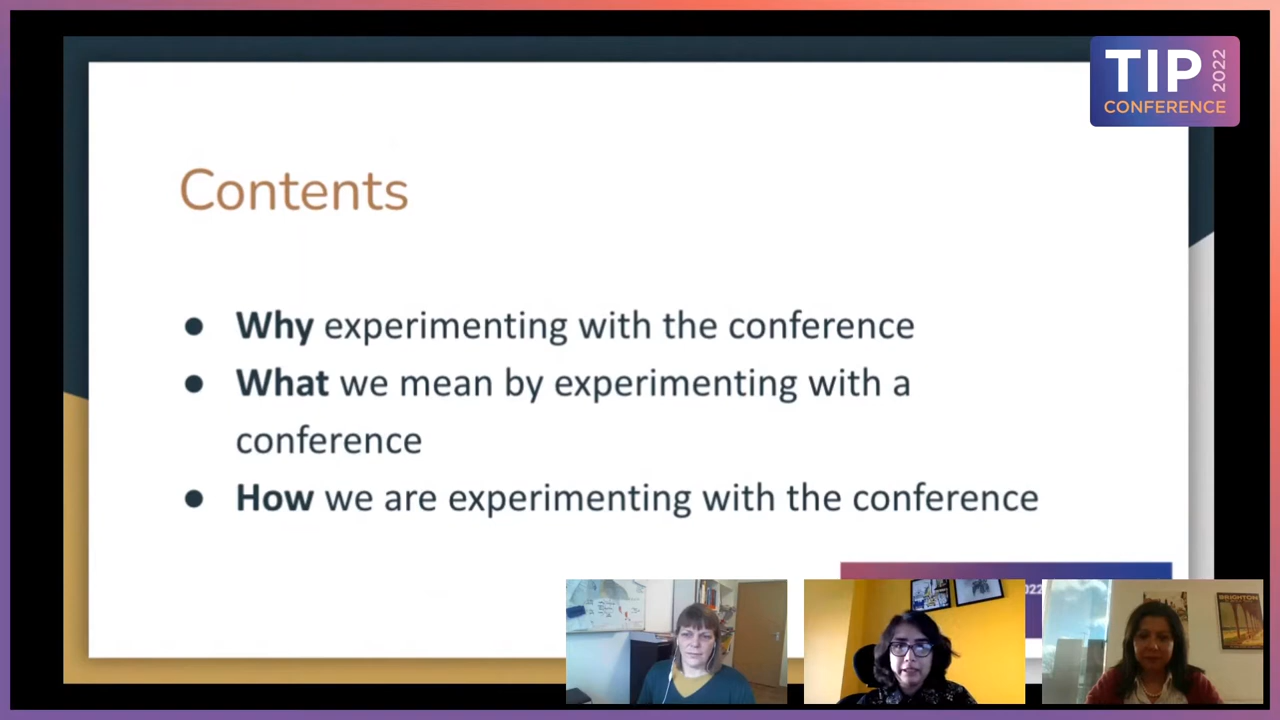 TIP 2022
CONFERENCE
Contents
● Why experimenting with the conference
● What we mean by experimenting with a
conference
● How we are experimenting with the conference
BRIGHTON